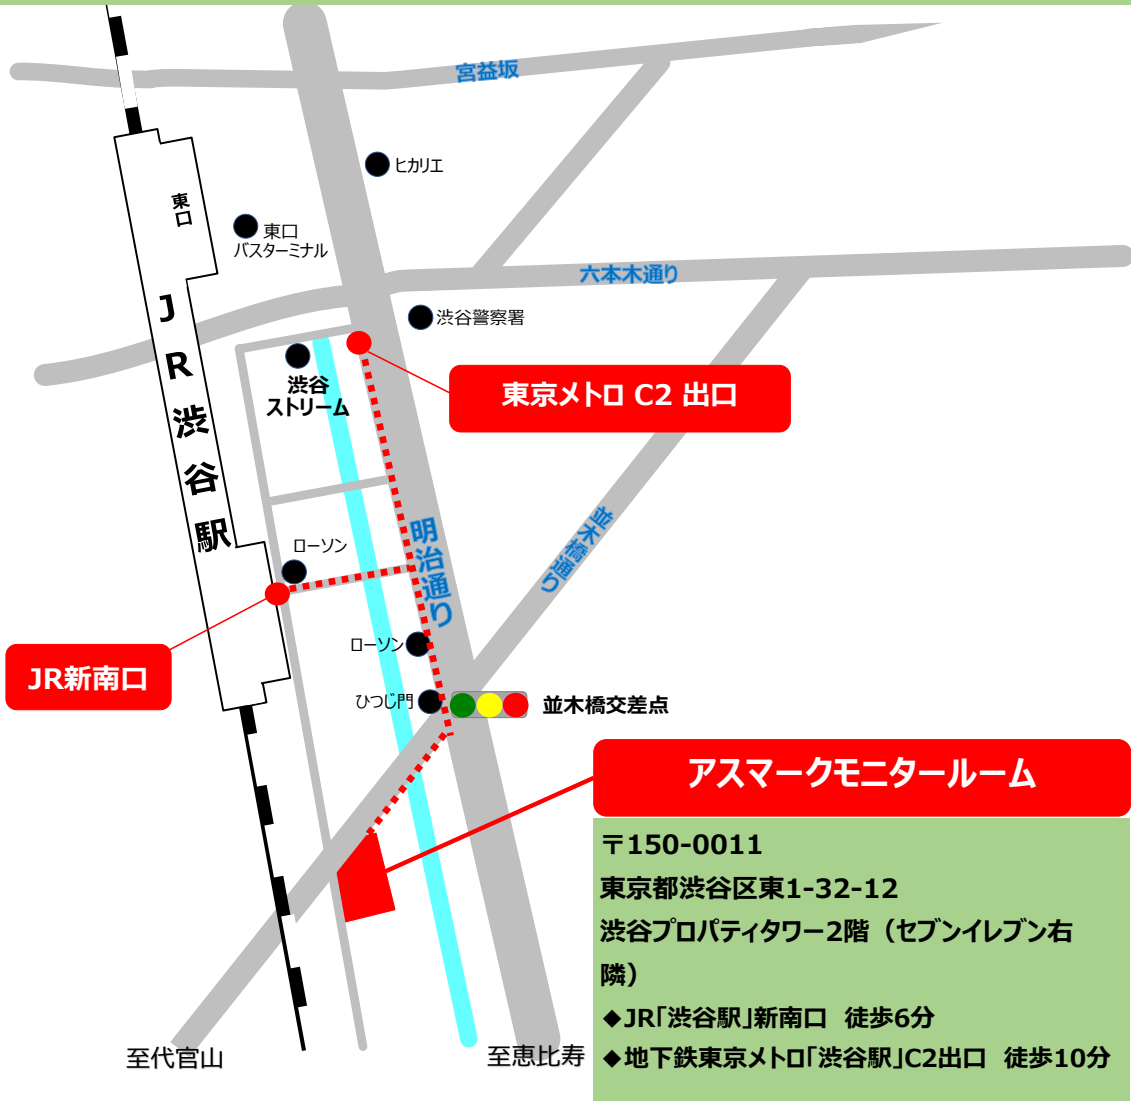 宮益坂
ヒカリエ
東口
東口
バスターミナル
六本木通り
渋谷警察署
JR渋谷駅
渋谷
ストリーム
東京メトロ C2 出口
明治通り
並木橋通り
ローソン
JR新南口
ローソン
ひつじ門
並木橋交差点
アスマークモニタールーム
〒150-0011
東京都渋谷区東1-32-12
渋谷プロパティタワー2階（セブンイレブン右
隣）
◆JR「渋谷駅」新南口 徒歩6分
◆地下鉄東京メトロ「渋谷駅」C2出口 徒歩10分
至代官山
至恵比寿